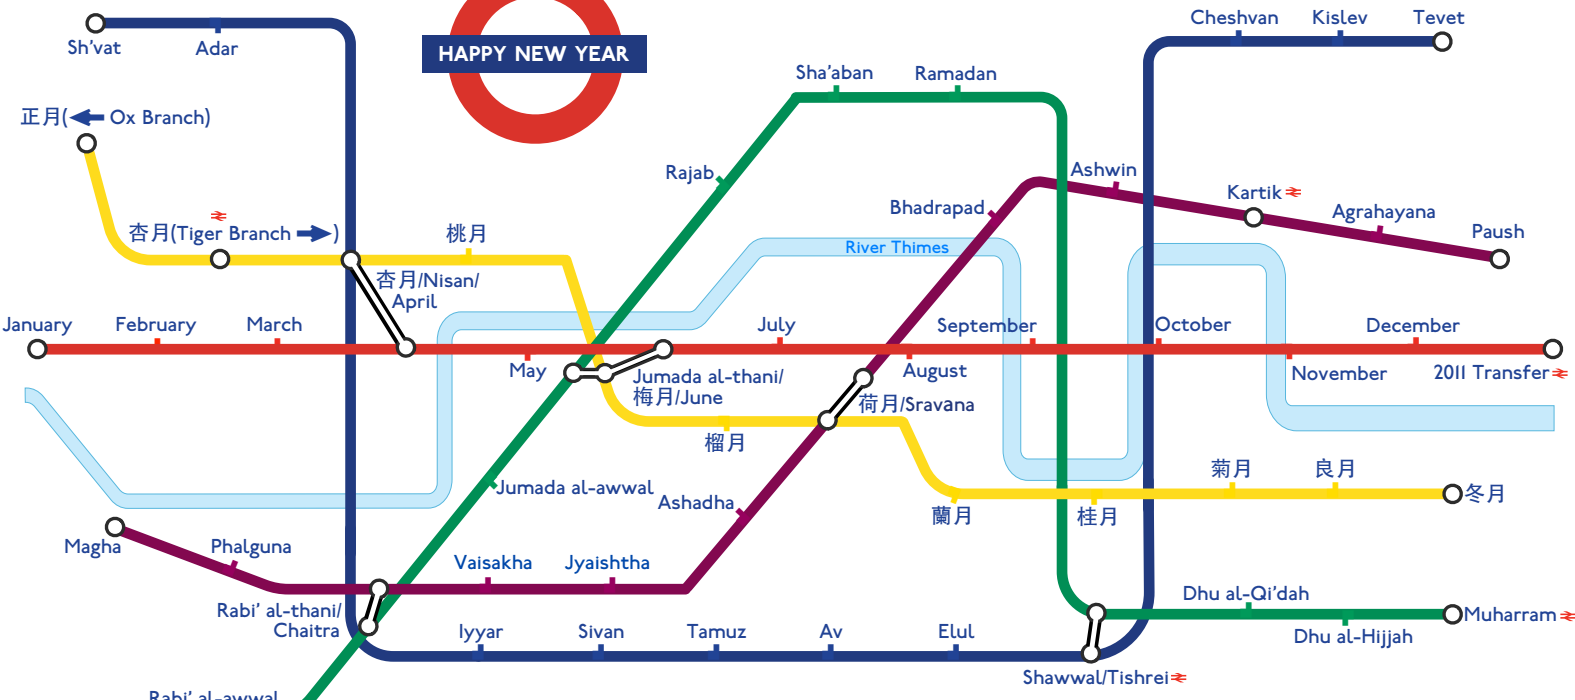 HAPPY NEW YEAR
Sh'vat
Adar
Cheshvan
Kislev
Tevet
正月( Ox Branch)
Sha'aban
Ramadan
Rajab
Ashwin
Kartik
Bhadrapad
Agrahayana
Paush
杏月(Tiger Branch )
桃月
River Thimes
杏月/Nisan/
April
January
February
March
July
September
October
December
May
Jumada al-thani/
梅月/June
August
November
2011 Transfer
荷月/Sravana
榴月
Jumada al-awwal
Ashadha
菊月
良月
冬月
蘭月
桂月
Magha
Phalguna
Vaisakha
Jyaishtha
Rabi' al-thani/
Chaitra
Iyyar
Sivan
Tamuz
Av
Elul
Dhu al-Qi'dah
Muharram
Dhu al-Hijjah
Shawwal/Tishrei
Rabi' al-awwal